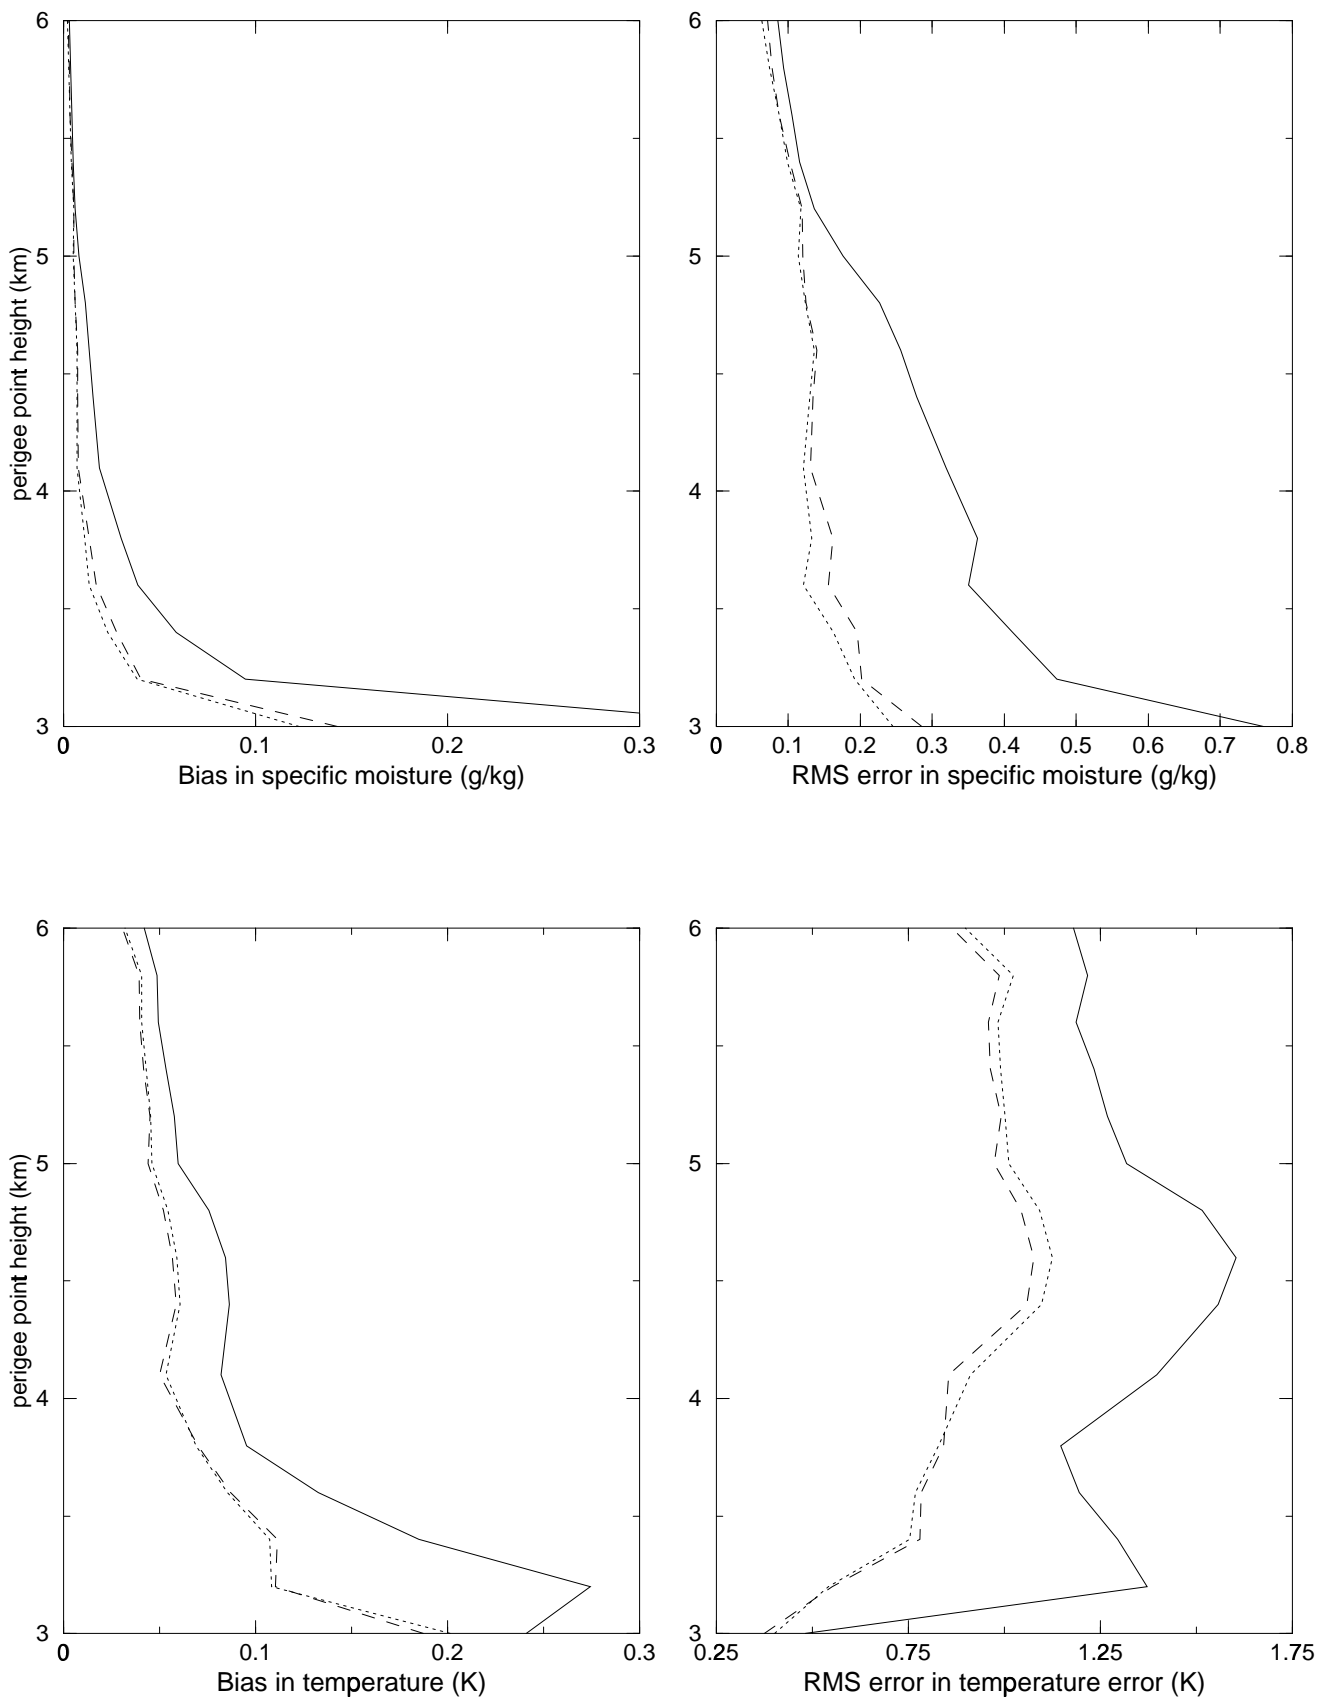 6
5
4
3
perigee point height (km)
0 0.1 0.2 0.3
Bias in specific moisture (g/kg)
6
5
4
3
0 0.1 0.2 0.3 0.4 0.5 0.6 0.7 0.8
RMS error in specific moisture (g/kg)
6
5
4
3
perigee point height (km)
0 0.1 0.2 0.3
Bias in temperature (K)
6
5
4
3
0.25 0.75 1.25 1.75
RMS error in temperature error (K)